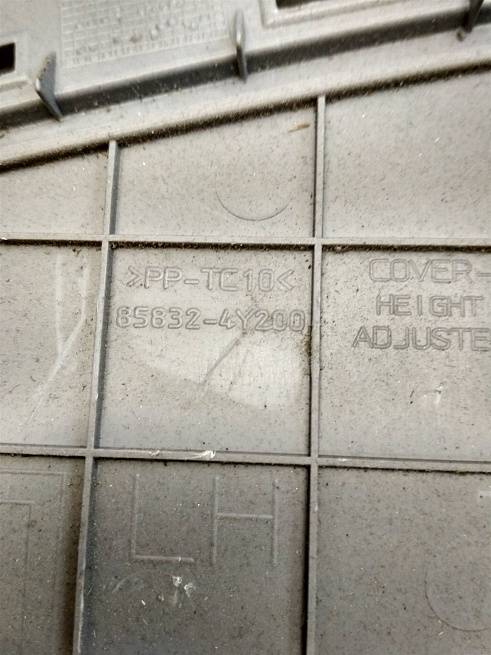 >PP-TC10<
85832-4Y200
COVER-
HEIGHT
ADJUSTE
LH